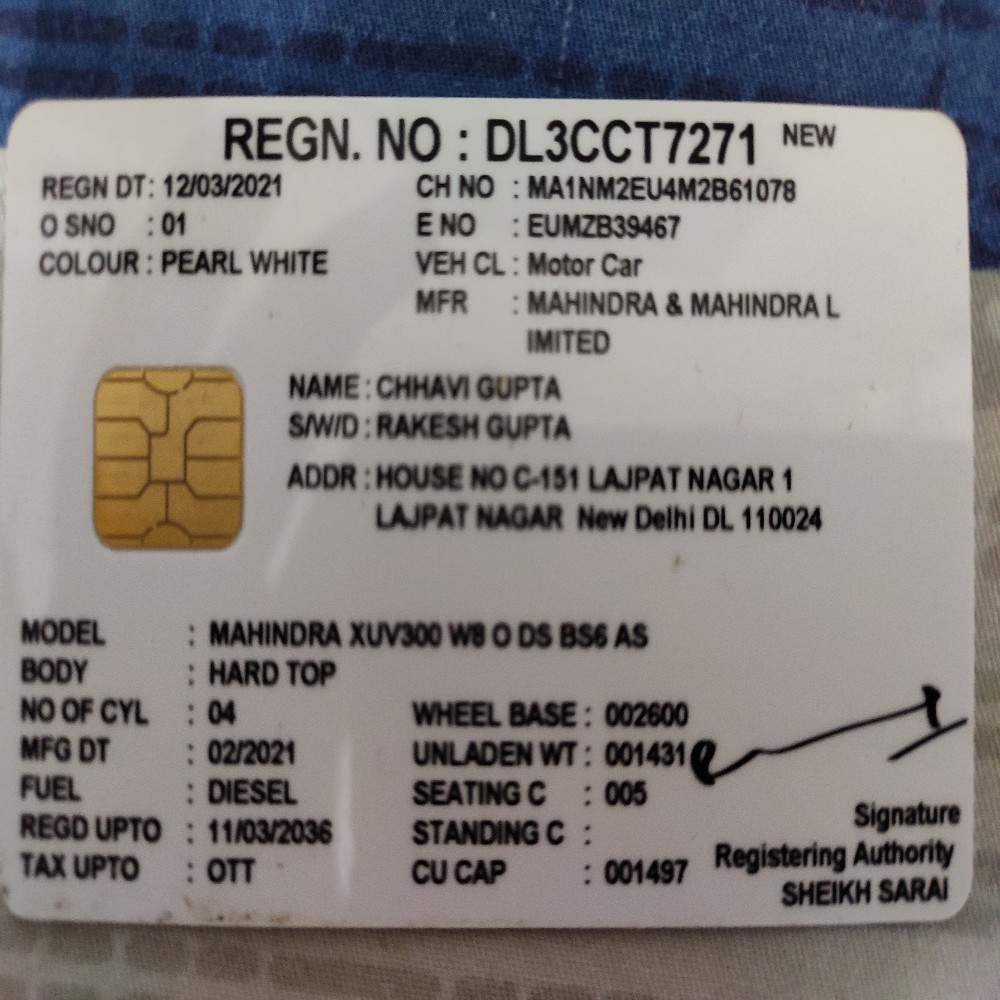 REGN. NO : DL3CCT7271 NEW
REGN DT: 12/03/2021 CH NO : MA1NM2EU4M2B61078
O SNO : 01 E NO : EUMZB39467
COLOUR : PEARL WHITE VEH CL : Motor Car
MFR : MAHINDRA & MAHINDRA L
IMITED
NAME : CHHAVI GUPTA
S/W/D : RAKESH GUPTA
ADDR : HOUSE NO C-151 LAJPAT NAGAR 1
LAJPAT NAGAR New Delhi DL 110024
MODEL : MAHINDRA XUV300 W8 O DS BS6 AS
BODY : HARD TOP
NO OF CYL : 04 WHEEL BASE : 002600
MFG DT : 02/2021 UNLADEN WT : 001431
FUEL : DIESEL SEATING C : 005
REGD UPTO : 11/03/2036 STANDING C :
TAX UPTO : OTT CU CAP : 001497
Signature
Registering Authority
SHEIKH SARAI